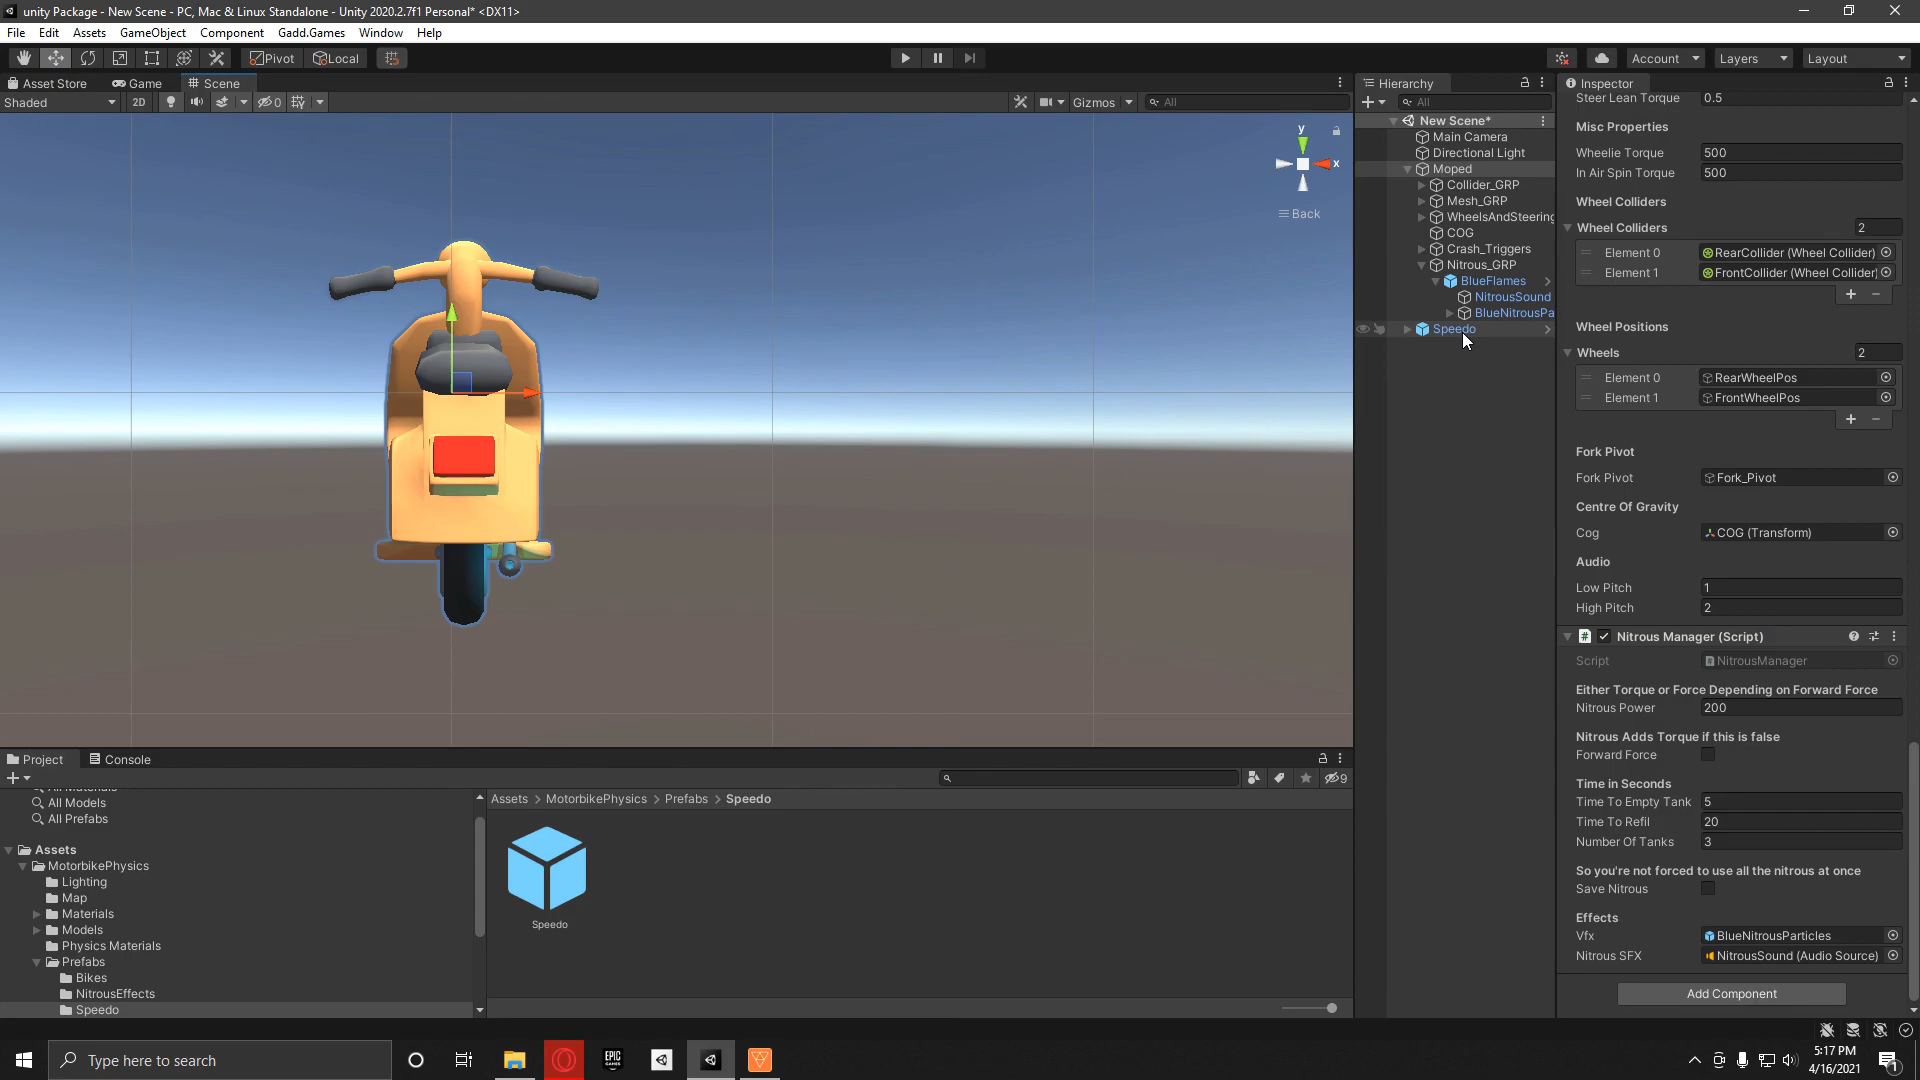 unity Package - New Scene - PC, Mac & Linux Standalone - Unity 2020.2.7f1 Personal* <DX11>
File Edit Assets GameObject Component Gadd.Games Window Help
Pivot Local Account Layers Layout
Asset Store Game Scene
Shaded 2D 0 Gizmos All
y
x
Back
Hierarchy
All
New Scene*
Main Camera
Directional Light
Moped
Collider_GRP
Mesh_GRP
WheelsAndSteering
COG
Crash_Triggers
Nitrous_GRP
BlueFlames
NitrousSound
BlueNitrousPa
Speedo
Inspector
Steer Lean Torque 0.5
Misc Properties
Wheelie Torque 500
In Air Spin Torque 500
Wheel Colliders
Wheel Colliders 2
Element 0 RearCollider (Wheel Collider)
Element 1 FrontCollider (Wheel Collider)
Wheel Positions
Wheels 2
Element 0 RearWheelPos
Element 1 FrontWheelPos
Fork Pivot
Fork Pivot Fork_Pivot
Centre Of Gravity
Cog COG (Transform)
Audio
Low Pitch 1
High Pitch 2
Nitrous Manager (Script)
Script NitrousManager
Either Torque or Force Depending on Forward Force
Nitrous Power 200
Nitrous Adds Torque if this is false
Forward Force
Time in Seconds
Time To Empty Tank 5
Time To Refil 20
Number Of Tanks 3
So you're not forced to use all the nitrous at once
Save Nitrous
Effects
Vfx BlueNitrousParticles
Nitrous SFX NitrousSound (Audio Source)
Add Component
Project Console
9
All Materials
All Models
All Prefabs
Assets
MotorbikePhysics
Lighting
Map
Materials
Models
Physics Materials
Prefabs
Bikes
NitrousEffects
Speedo
Assets > MotorbikePhysics > Prefabs > Speedo
Speedo
Type here to search
EPIC GAMES
5:17 PM
4/16/2021
1